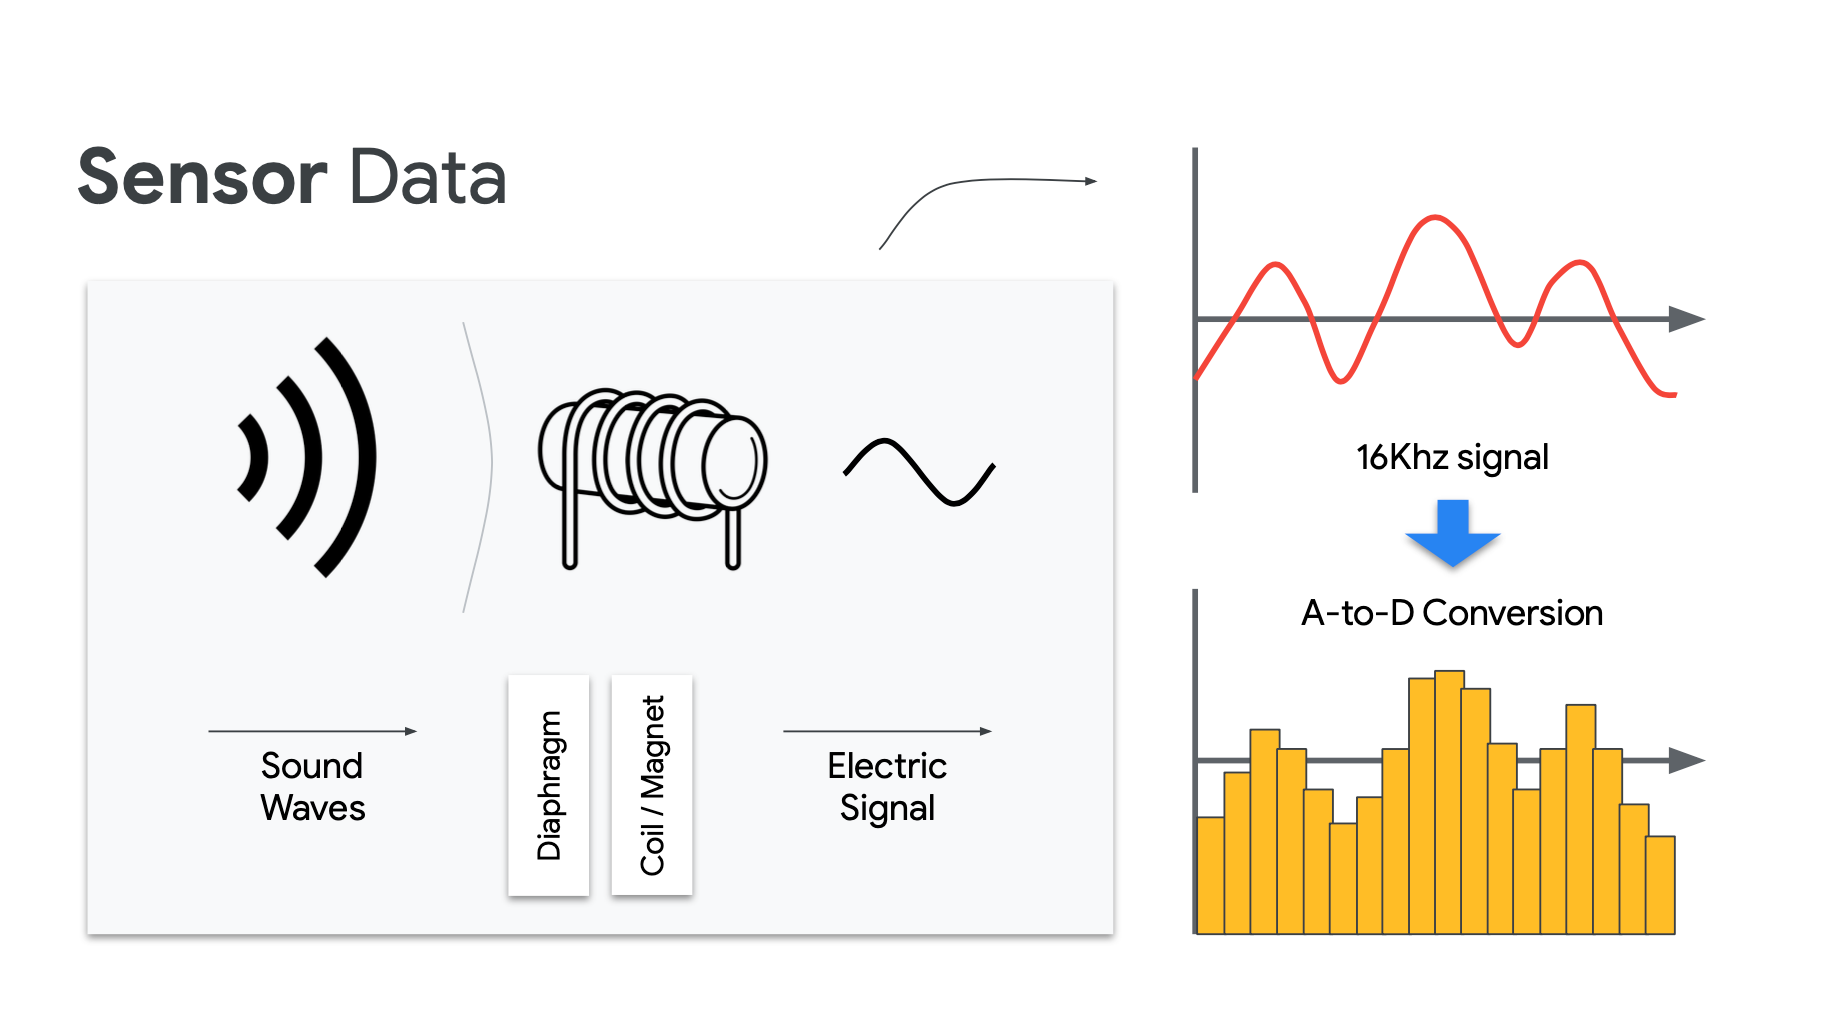 Sensor Data
Sound
Waves
Diaphragm
Coil / Magnet
Electric
Signal
16Khz signal
A-to-D Conversion